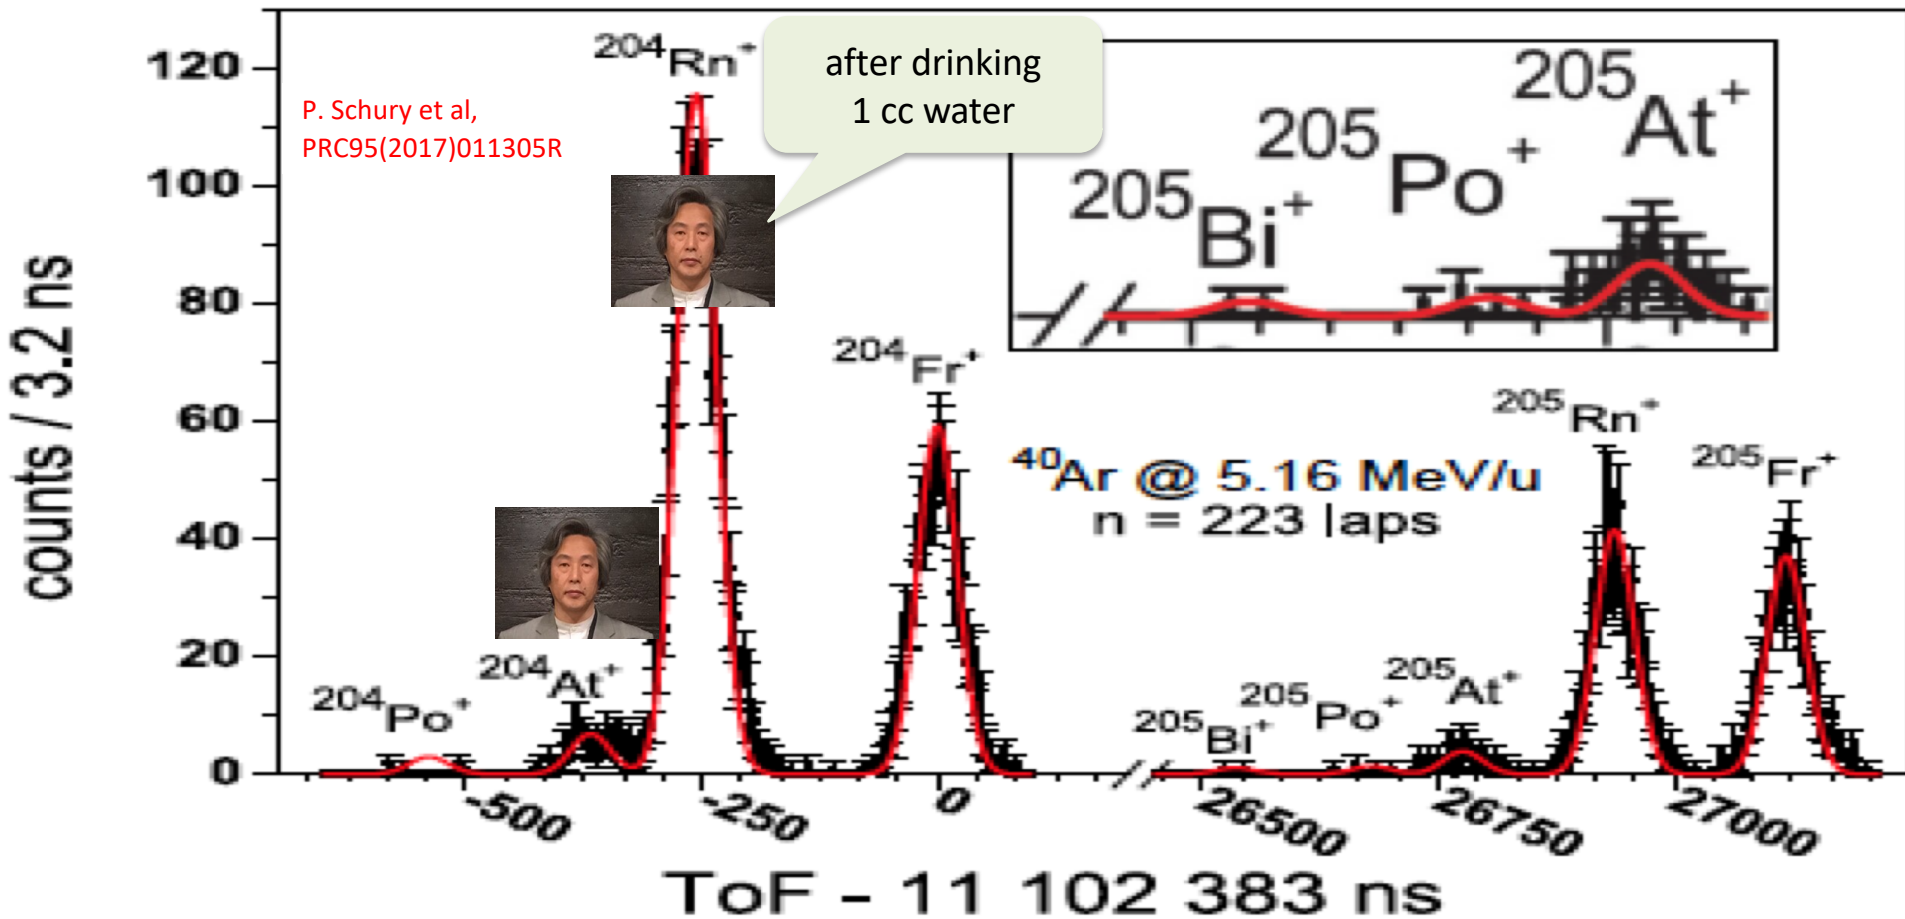 120
100
80
60
40
20
0
counts / 3.2 ns
P. Schury et al,
PRC95(2017)011305R
after drinking
1 cc water
²⁰⁴Rn⁺
²⁰⁴Fr⁺
²⁰⁴Po⁺
²⁰⁴At⁺
²⁰⁵Bi⁺
²⁰⁵Po⁺
²⁰⁵At⁺
⁴⁰Ar @ 5.16 MeV/u
n = 223 laps
²⁰⁵Bi⁺
²⁰⁵Po⁺
²⁰⁵At⁺
²⁰⁵Rn⁺
²⁰⁵Fr⁺
-500
-250
0
26500
26750
27000
ToF - 11 102 383 ns